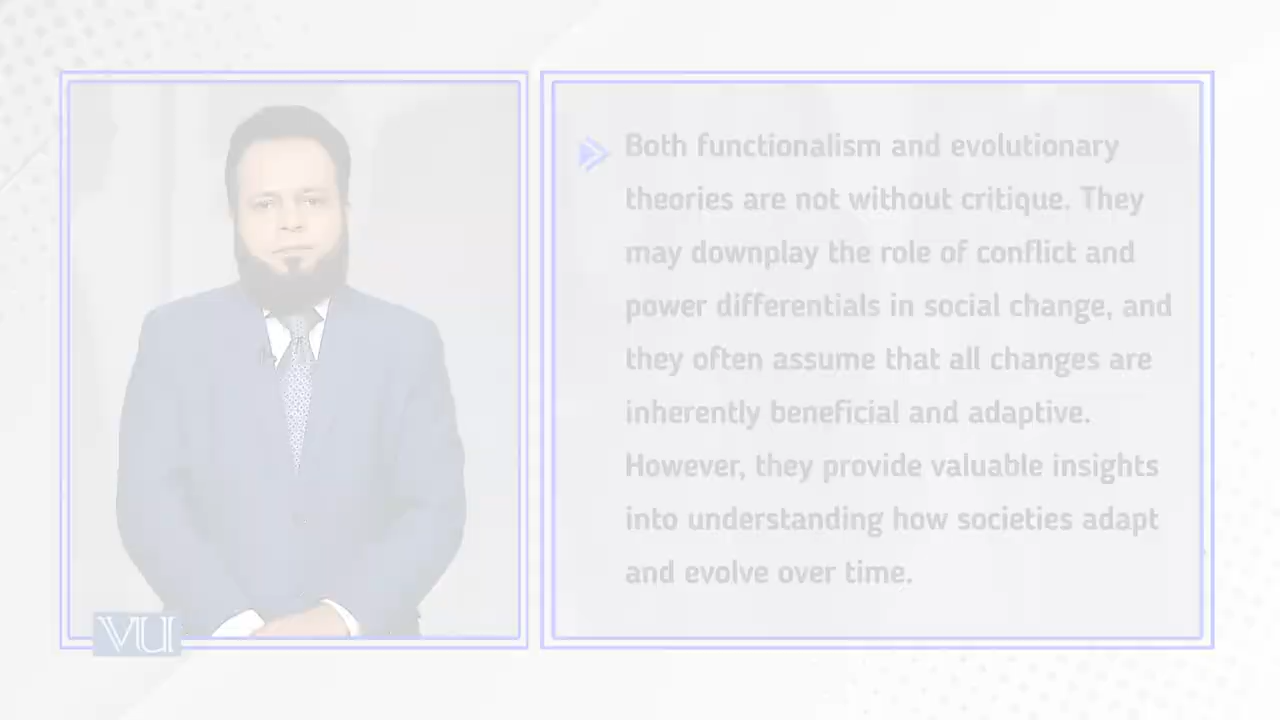 Both functionalism and evolutionary
theories are not without critique. They
may downplay the role of conflict and
power differentials in social change, and
they often assume that all changes are
inherently beneficial and adaptive.
However, they provide valuable insights
into understanding how societies adapt
and evolve over time.
VU